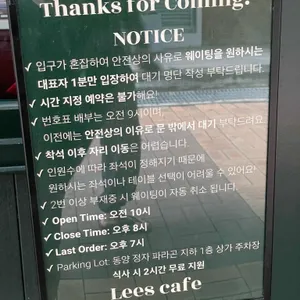 Thanks for Coming!
NOTICE
✓ 입구가 혼잡하여 안전상의 사유로 웨이팅을 원하시는
대표자 1분만 입장하여 대기 명단 작성 부탁드립니다.
✓ 시간 지정 예약은 불가해요!
✓ 번호표 배부는 오전 9시이며,
이전에는 안전상의 이유로 문 밖에서 대기 부탁드려요
✓ 착석 이후 자리 이동은 어렵습니다.
✓ 인원수에 따라 좌석이 정해지기 때문에
원하시는 좌석이나 테이블 선택이 어려울 수 있어요!
✓ 2번 이상 부재중 시 웨이팅이 자동 취소 됩니다.
✓ Open Time: 오전 10시
✓ Close Time: 오후 8시
✓ Last Order: 오후 7시
✓ Parking Lot: 동양 정자 파라곤 지하 1층 상가 주차장
식사 시 2시간 무료 지원
Lees cafe